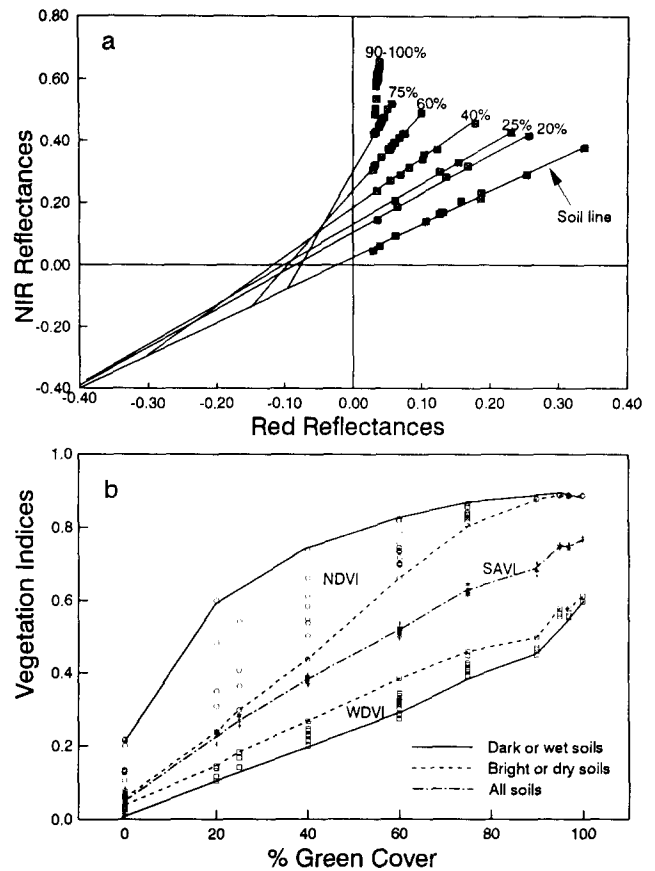 a
NIR Reflectances
0.80
0.60
0.40
0.20
0.00
-0.20
-0.40
90-100%
75%
60%
40%
25%
20%
Soil line
-0.40 -0.30 -0.20 -0.10 0.00 0.10 0.20 0.30 0.40
Red Reflectances
b
Vegetation Indices
1.0
0.8
0.6
0.4
0.2
0.0
NDVI
SAVI
WDVI
Dark or wet soils
Bright or dry soils
All soils
0 20 40 60 80 100
% Green Cover